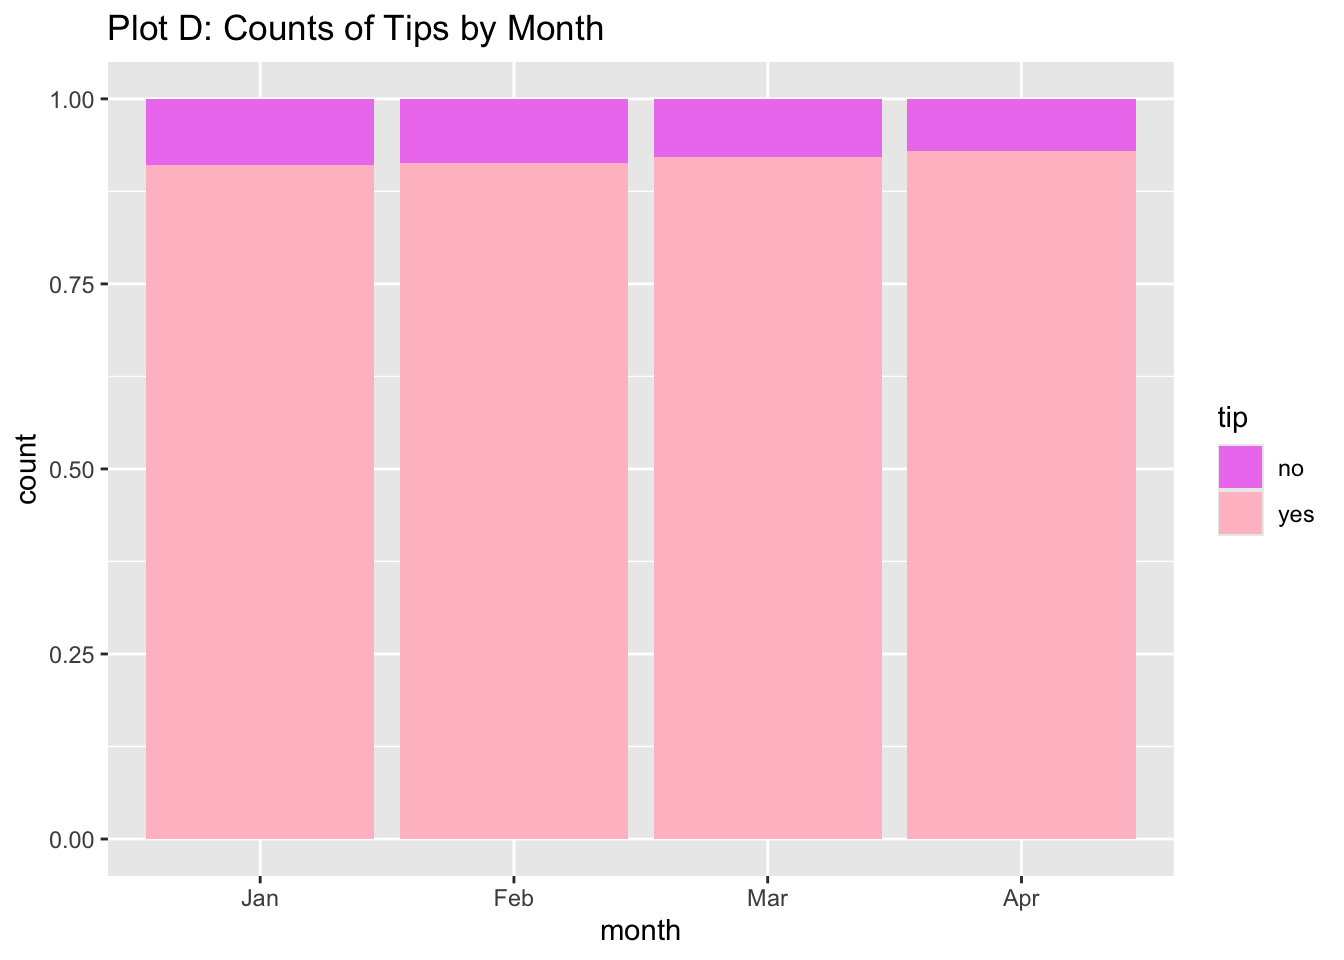 Plot D: Counts of Tips by Month
count
1.00
0.75
0.50
0.25
0.00
Jan Feb Mar Apr
month
tip
no
yes